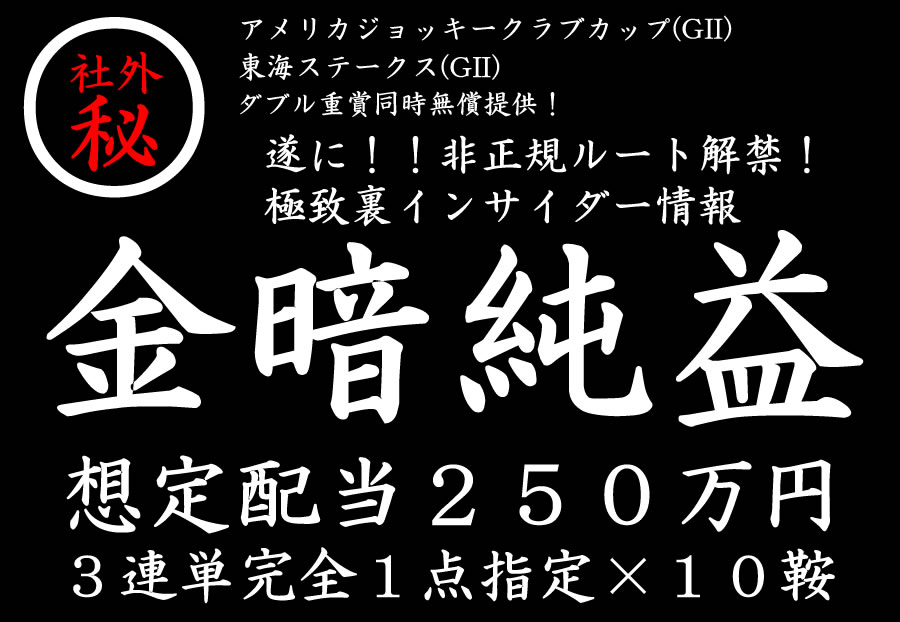 社外
秘
アメリカジョッキークラブカップ(GII)
東海ステークス(GII)
ダブル重賞同時無償提供！
遂に！！非正規ルート解禁！
極致裏インサイダー情報
金暗純益
想定配当２５０万円
３連単完全１点指定×１０鞍